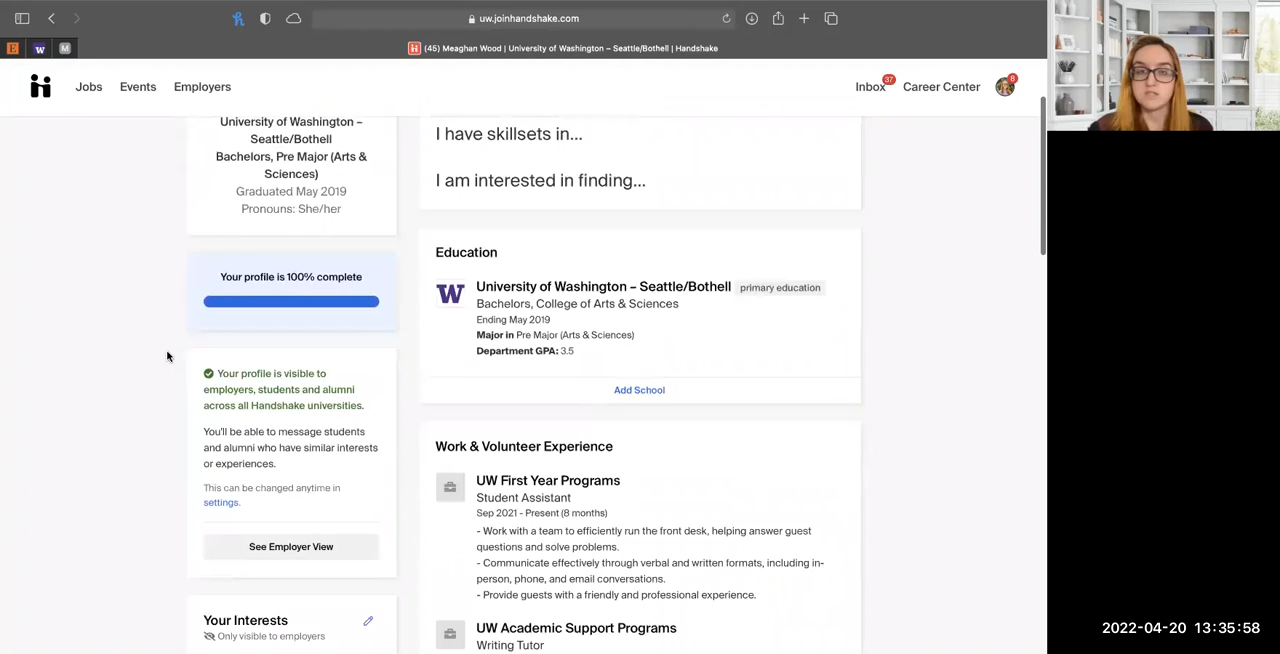 uw.joinhandshake.com
E
W
M
(45) Meaghan Wood | University of Washington – Seattle/Bothell | Handshake
Jobs
Events
Employers
Inbox
37
Career Center
8
University of Washington –
Seattle/Bothell
Bachelors, Pre Major (Arts &
Sciences)
Graduated May 2019
Pronouns: She/her
Your profile is 100% complete
Your profile is visible to
employers, students and alumni
across all Handshake universities.
You'll be able to message students
and alumni who have similar interests
or experiences.
This can be changed anytime in
settings.
See Employer View
Your Interests
Only visible to employers
I have skillsets in...
I am interested in finding...
Education
W
University of Washington – Seattle/Bothell primary education
Bachelors, College of Arts & Sciences
Ending May 2019
Major in Pre Major (Arts & Sciences)
Department GPA: 3.5
Add School
Work & Volunteer Experience
UW First Year Programs
Student Assistant
Sep 2021 - Present (8 months)
- Work with a team to efficiently run the front desk, helping answer guest
questions and solve problems.
- Communicate effectively through verbal and written formats, including in-
person, phone, and email conversations.
- Provide guests with a friendly and professional experience.
UW Academic Support Programs
Writing Tutor
2022-04-20 13:35:58